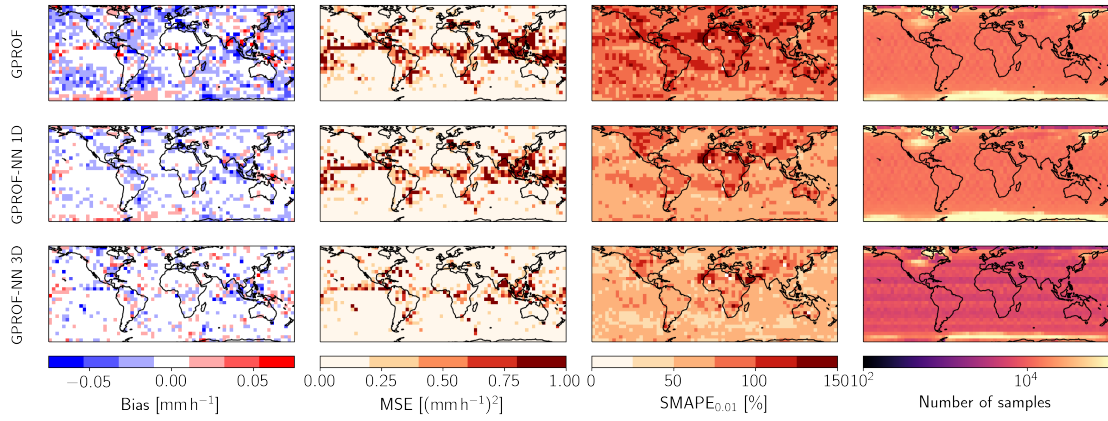 GPROF
GPROF-NN 1D
GPROF-NN 3D
−0.05 0.00 0.05
Bias [mm h⁻¹]
0.00 0.25 0.50 0.75 1.00
MSE [(mm h⁻¹)²]
0 50 100 150
SMAPE₀.₀₁ [%]
10² 10⁴
Number of samples